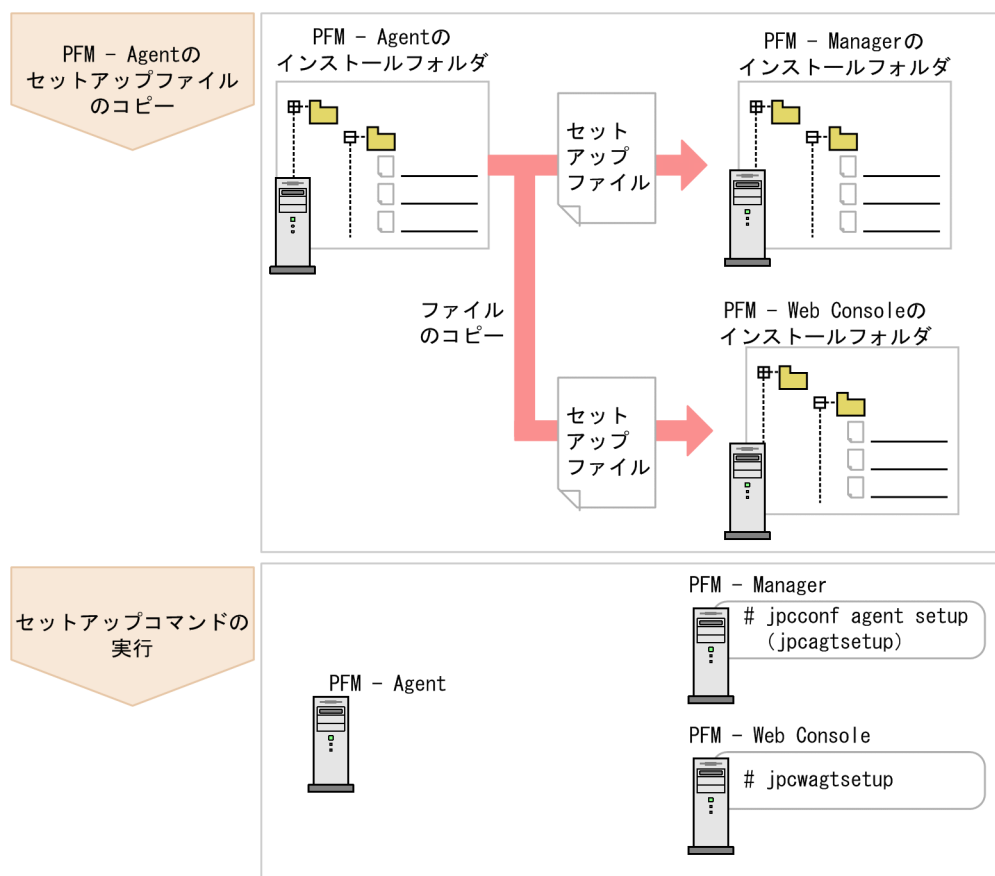 PFM - Agentの
セットアップファイル
のコピー
PFM - Agentの
インストールフォルダ
PFM - Managerの
インストールフォルダ
セット
アップ
ファイル
ファイル
のコピー
PFM - Web Consoleの
インストールフォルダ
セット
アップ
ファイル
セットアップコマンドの
実行
PFM - Agent
PFM - Manager
# jpcconf agent setup
(jpcagtsetup)
PFM - Web Console
# jpcwagtsetup